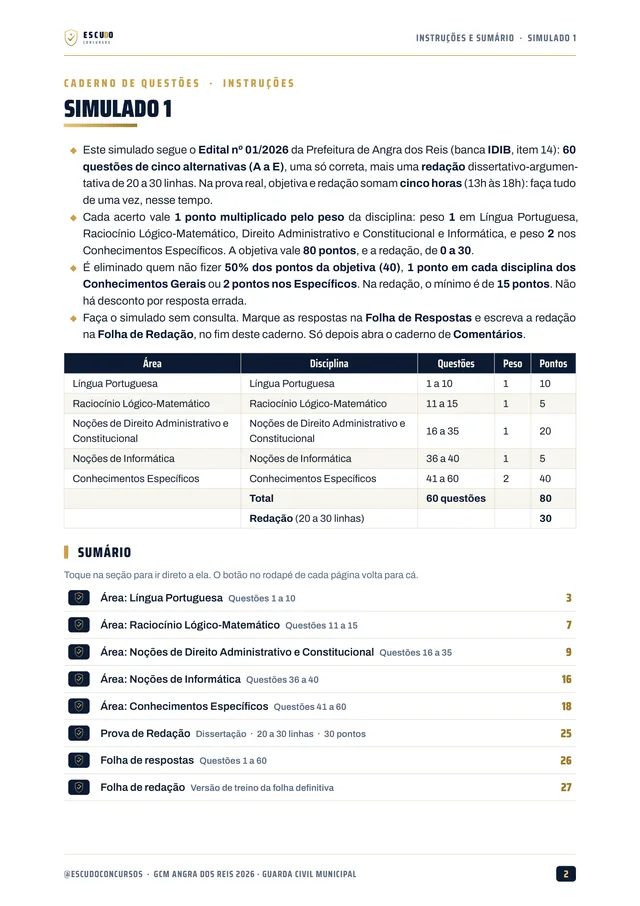 ESCUDO
CONCURSOS
INSTRUÇÕES E SUMÁRIO · SIMULADO 1
CADERNO DE QUESTÕES · INSTRUÇÕES
SIMULADO 1
Este simulado segue o Edital nº 01/2026 da Prefeitura de Angra dos Reis (banca IDIB, item 14): 60
questões de cinco alternativas (A a E), uma só correta, mais uma redação dissertativo-argumen-
tativa de 20 a 30 linhas. Na prova real, objetiva e redação somam cinco horas (13h às 18h): faça tudo
de uma vez, nesse tempo.
Cada acerto vale 1 ponto multiplicado pelo peso da disciplina: peso 1 em Língua Portuguesa,
Raciocínio Lógico-Matemático, Direito Administrativo e Constitucional e Informática, e peso 2 nos
Conhecimentos Específicos. A objetiva vale 80 pontos, e a redação, de 0 a 30.
É eliminado quem não fizer 50% dos pontos da objetiva (40), 1 ponto em cada disciplina dos
Conhecimentos Gerais ou 2 pontos nos Específicos. Na redação, o mínimo é de 15 pontos. Não
há desconto por resposta errada.
Faça o simulado sem consulta. Marque as respostas na Folha de Respostas e escreva a redação
na Folha de Redação, no fim deste caderno. Só depois abra o caderno de Comentários.
Área Disciplina Questões Peso Pontos
Língua Portuguesa Língua Portuguesa 1 a 10 1 10
Raciocínio Lógico-Matemático Raciocínio Lógico-Matemático 11 a 15 1 5
Noções de Direito Administrativo e Constitucional Noções de Direito Administrativo e Constitucional 16 a 35 1 20
Noções de Informática Noções de Informática 36 a 40 1 5
Conhecimentos Específicos Conhecimentos Específicos 41 a 60 2 40
Total 60 questões 80
Redação (20 a 30 linhas) 30
SUMÁRIO
Toque na seção para ir direto a ela. O botão no rodapé de cada página volta para cá.
Área: Língua Portuguesa Questões 1 a 10 3
Área: Raciocínio Lógico-Matemático Questões 11 a 15 7
Área: Noções de Direito Administrativo e Constitucional Questões 16 a 35 9
Área: Noções de Informática Questões 36 a 40 16
Área: Conhecimentos Específicos Questões 41 a 60 18
Prova de Redação Dissertação · 20 a 30 linhas · 30 pontos 25
Folha de respostas Questões 1 a 60 26
Folha de redação Versão de treino da folha definitiva 27
@ESCUDOCONCURSOS · GCM ANGRA DOS REIS 2026 · GUARDA CIVIL MUNICIPAL 2